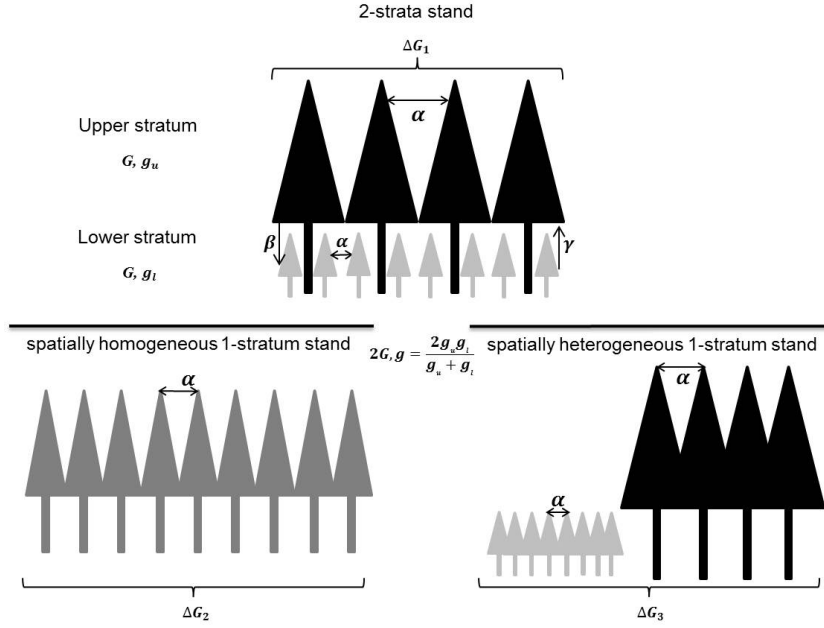 2-strata stand
ΔG₁
α
Upper stratum
G, gᵤ
Lower stratum
G, gₗ
β
α
γ
spatially homogeneous 1-stratum stand
2G, g = 2gᵤgₗ / gᵤ + gₗ
spatially heterogeneous 1-stratum stand
α
α
α
ΔG₂
ΔG₃